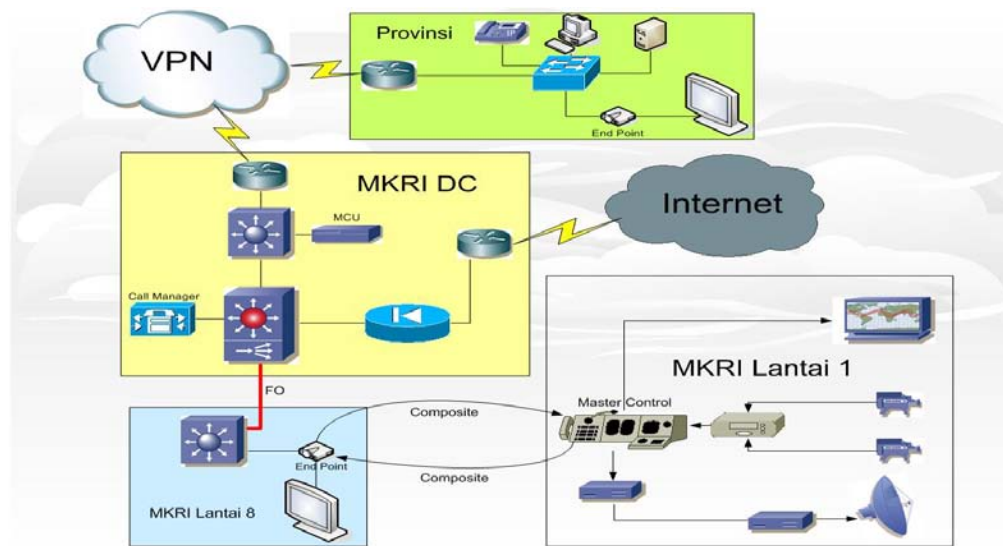 Provinsi
IP
VPN
End Point
MKRI DC
MCU
Internet
Call Manager
FO
MKRI Lantai 1
Master Control
Composite
End Point
Composite
MKRI Lantai 8